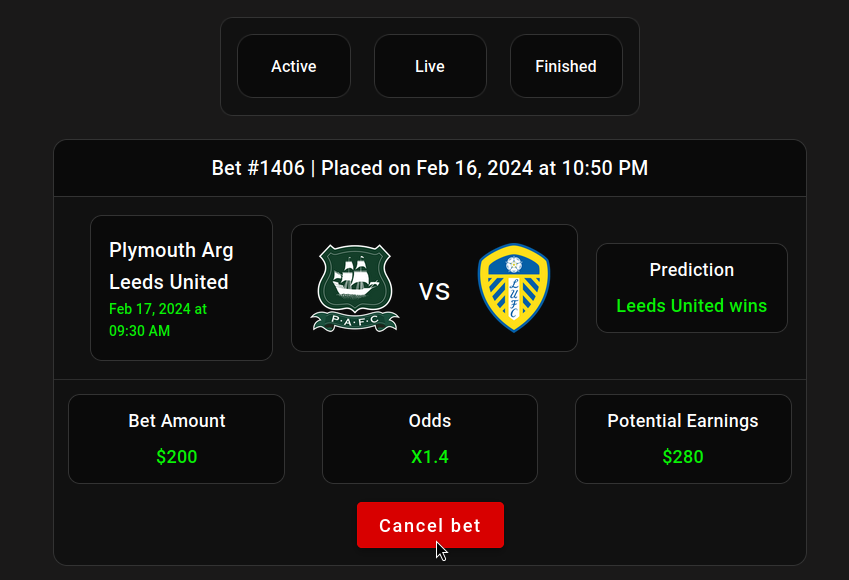 Active
Live
Finished
Bet #1406 | Placed on Feb 16, 2024 at 10:50 PM
Plymouth Arg
Leeds United
Feb 17, 2024 at
09:30 AM
P·A·F·C
VS
LUFC
Prediction
Leeds United wins
Bet Amount
$200
Odds
X1.4
Potential Earnings
$280
Cancel bet